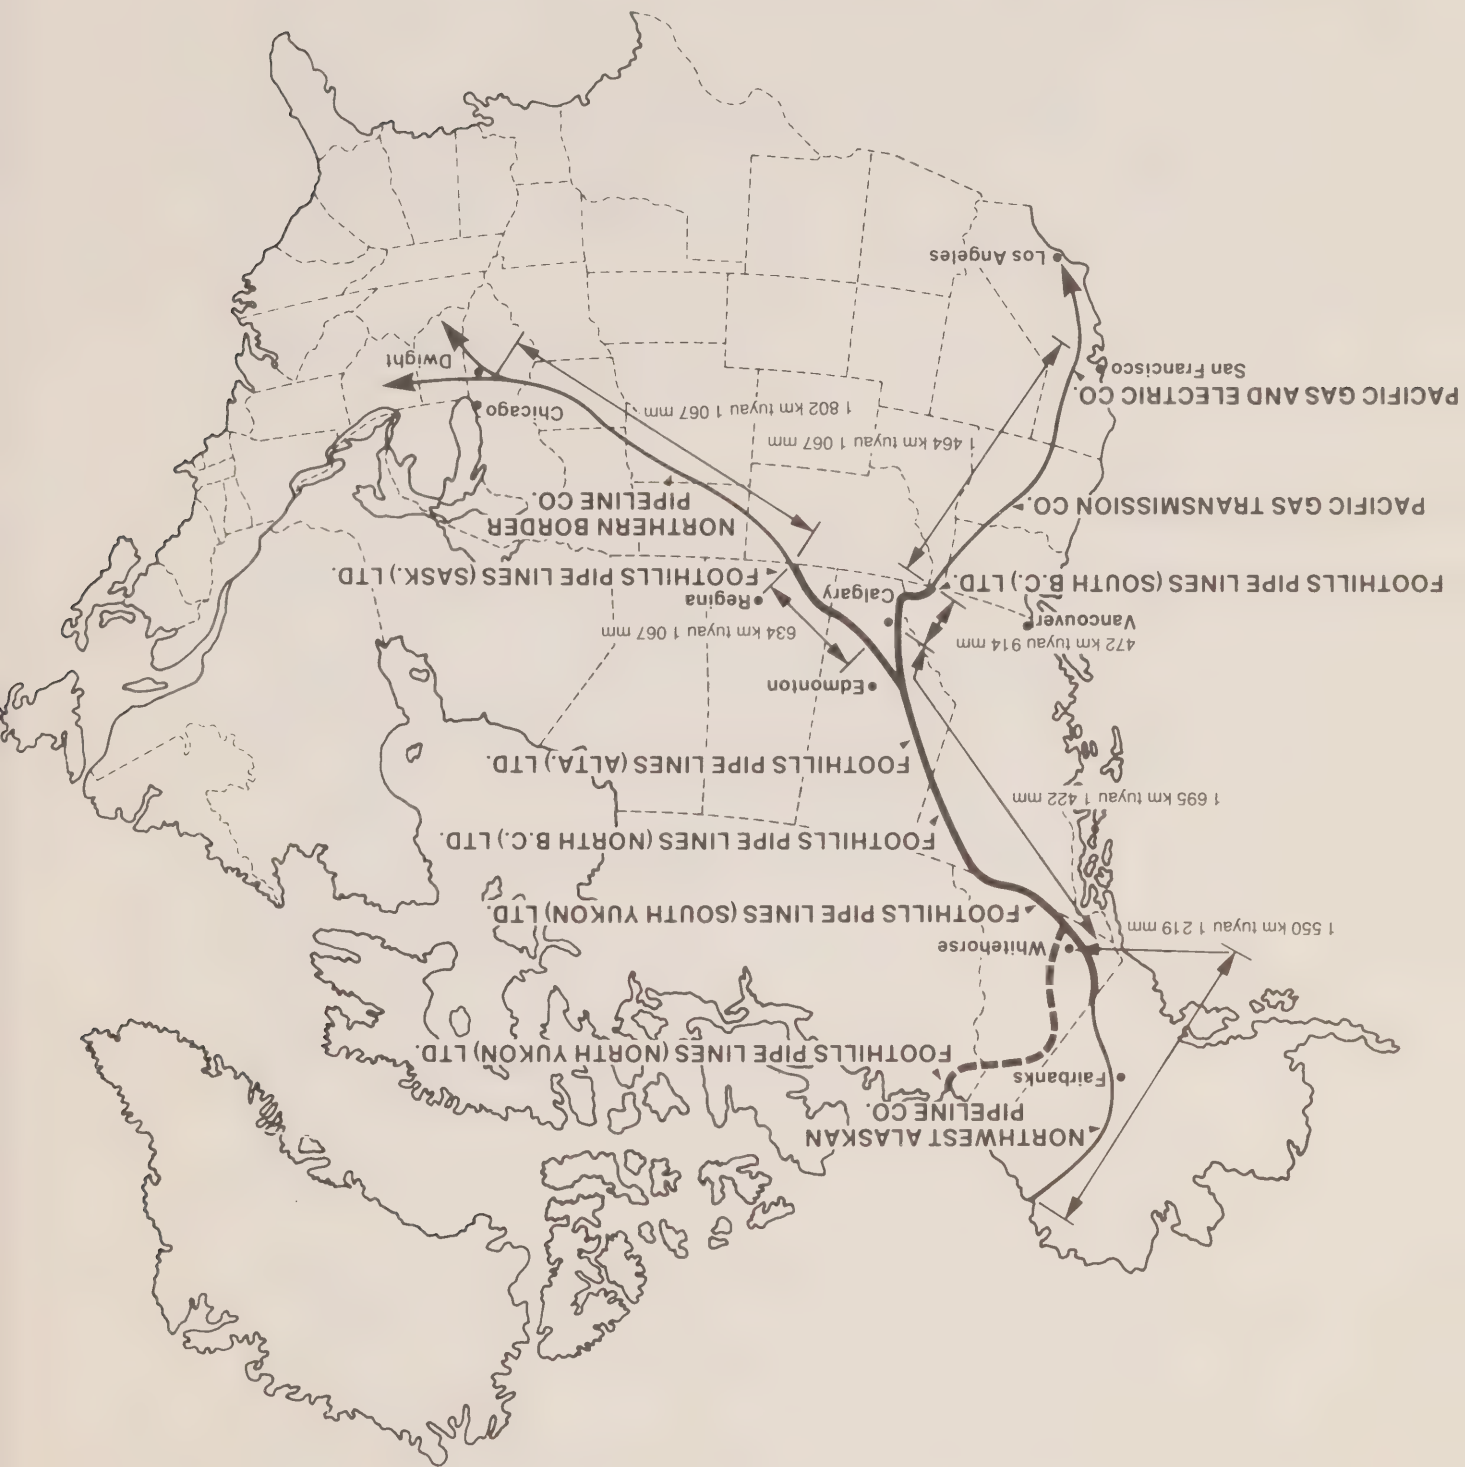 NORTHWEST ALASKAN
PIPELINE CO.
Fairbanks
FOOTHILLS PIPE LINES (NORTH YUKON) LTD.
1 550 km tuyau 1 219 mm
Whitehorse
FOOTHILLS PIPE LINES (SOUTH YUKON) LTD.
FOOTHILLS PIPE LINES (NORTH B.C.) LTD.
1 695 km tuyau 1 422 mm
FOOTHILLS PIPE LINES (ALTA.) LTD.
Edmonton
472 km tuyau 914 mm
634 km tuyau 1 067 mm
Vancouver
Calgary
Regina
FOOTHILLS PIPE LINES (SOUTH B.C.) LTD.
FOOTHILLS PIPE LINES (SASK.) LTD.
PACIFIC GAS TRANSMISSION CO.
NORTHERN BORDER
PIPELINE CO.
1 464 km tuyau 1 067 mm
1 802 km tuyau 1 067 mm
Chicago
PACIFIC GAS AND ELECTRIC CO.
San Francisco
Dwight
Los Angeles